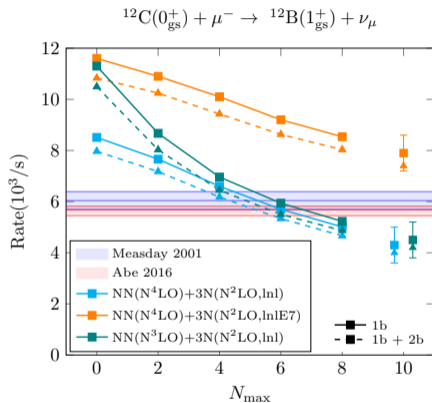 ¹²C(0⁺gs) + μ⁻ → ¹²B(1⁺gs) + νμ
12
10
8
6
4
2
0
Rate(10³/s)
Measday 2001
Abe 2016
NN(N⁴LO)+3N(N²LO,lnl)
NN(N⁴LO)+3N(N²LO,lnlE7)
NN(N³LO)+3N(N²LO,lnl)
1b
1b + 2b
0 2 4 6 8 10
Nmax